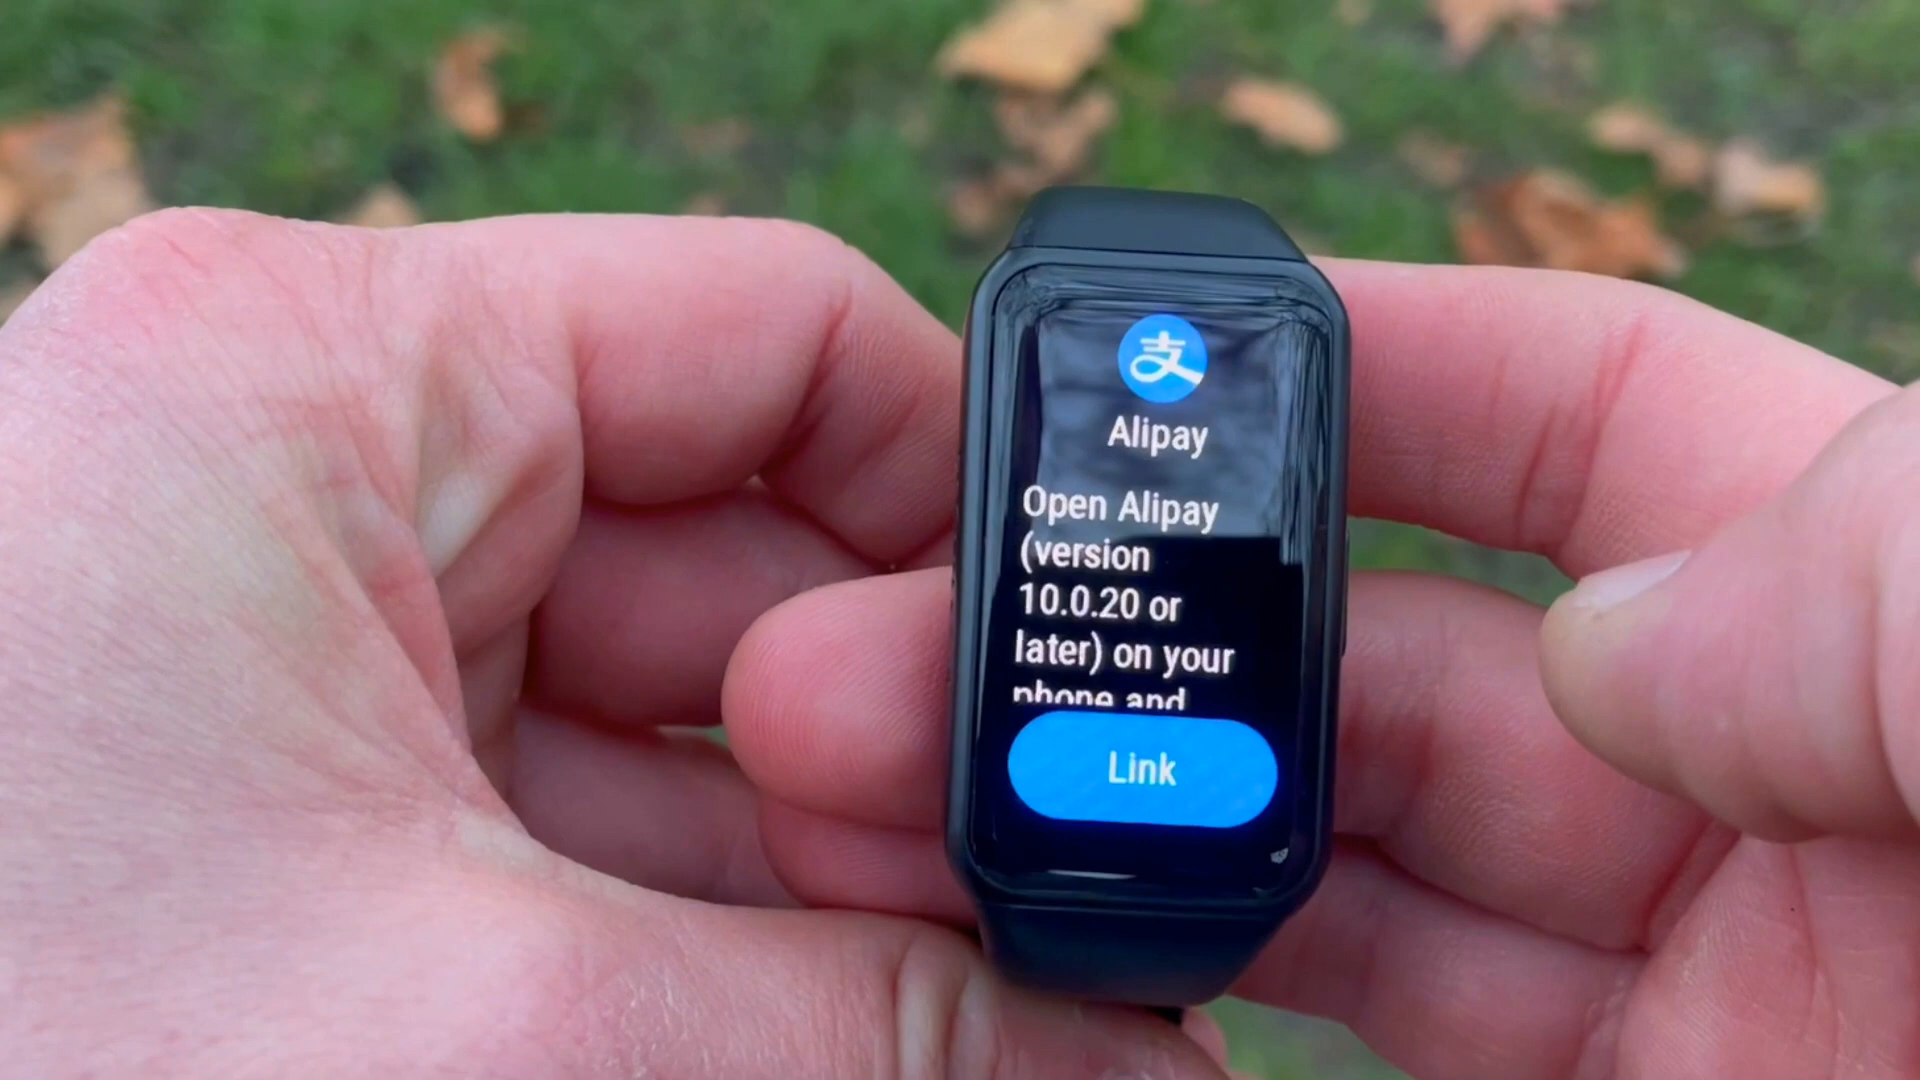 支
Alipay
Open Alipay
(version
10.0.20 or
later) on your
phone and
Link